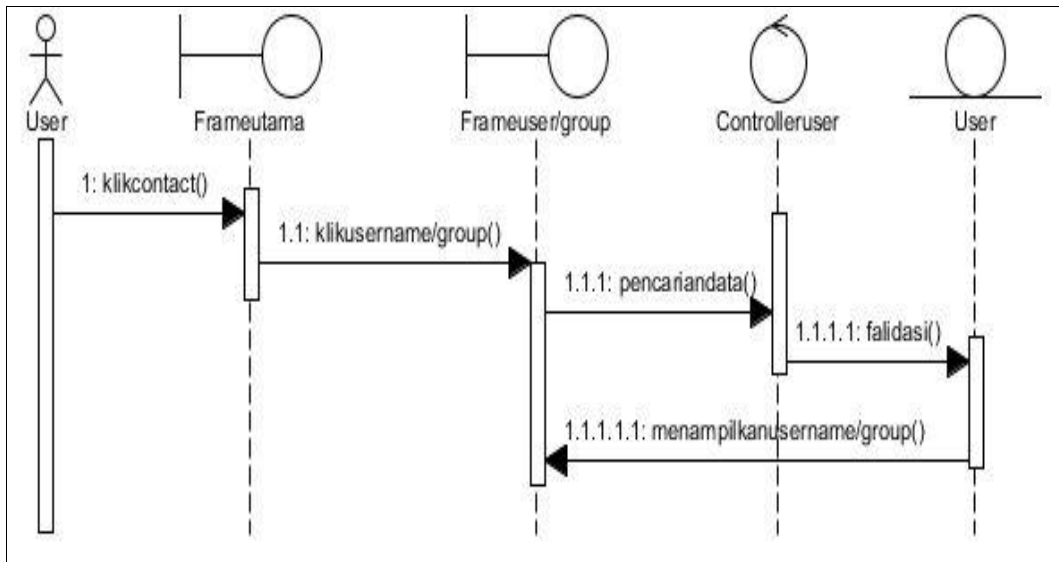 User
Frameutama
Frameuser/group
Controlleruser
User
1: klikcontact()
1.1: klikusername/group()
1.1.1: pencariandata()
1.1.1.1: falidasi()
1.1.1.1.1: menampilkanusername/group()